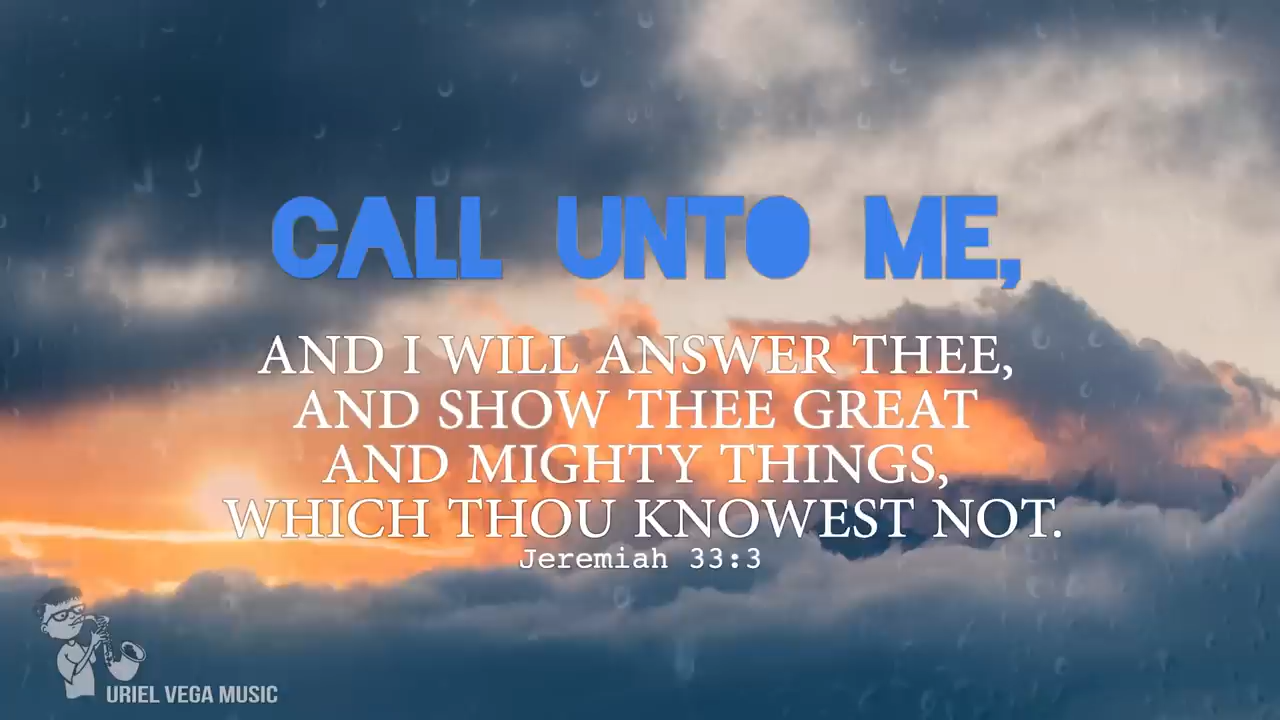 CALL UNTO ME,
AND I WILL ANSWER THEE,
AND SHOW THEE GREAT
AND MIGHTY THINGS,
WHICH THOU KNOWEST NOT.
Jeremiah 33:3
URIEL VEGA MUSIC